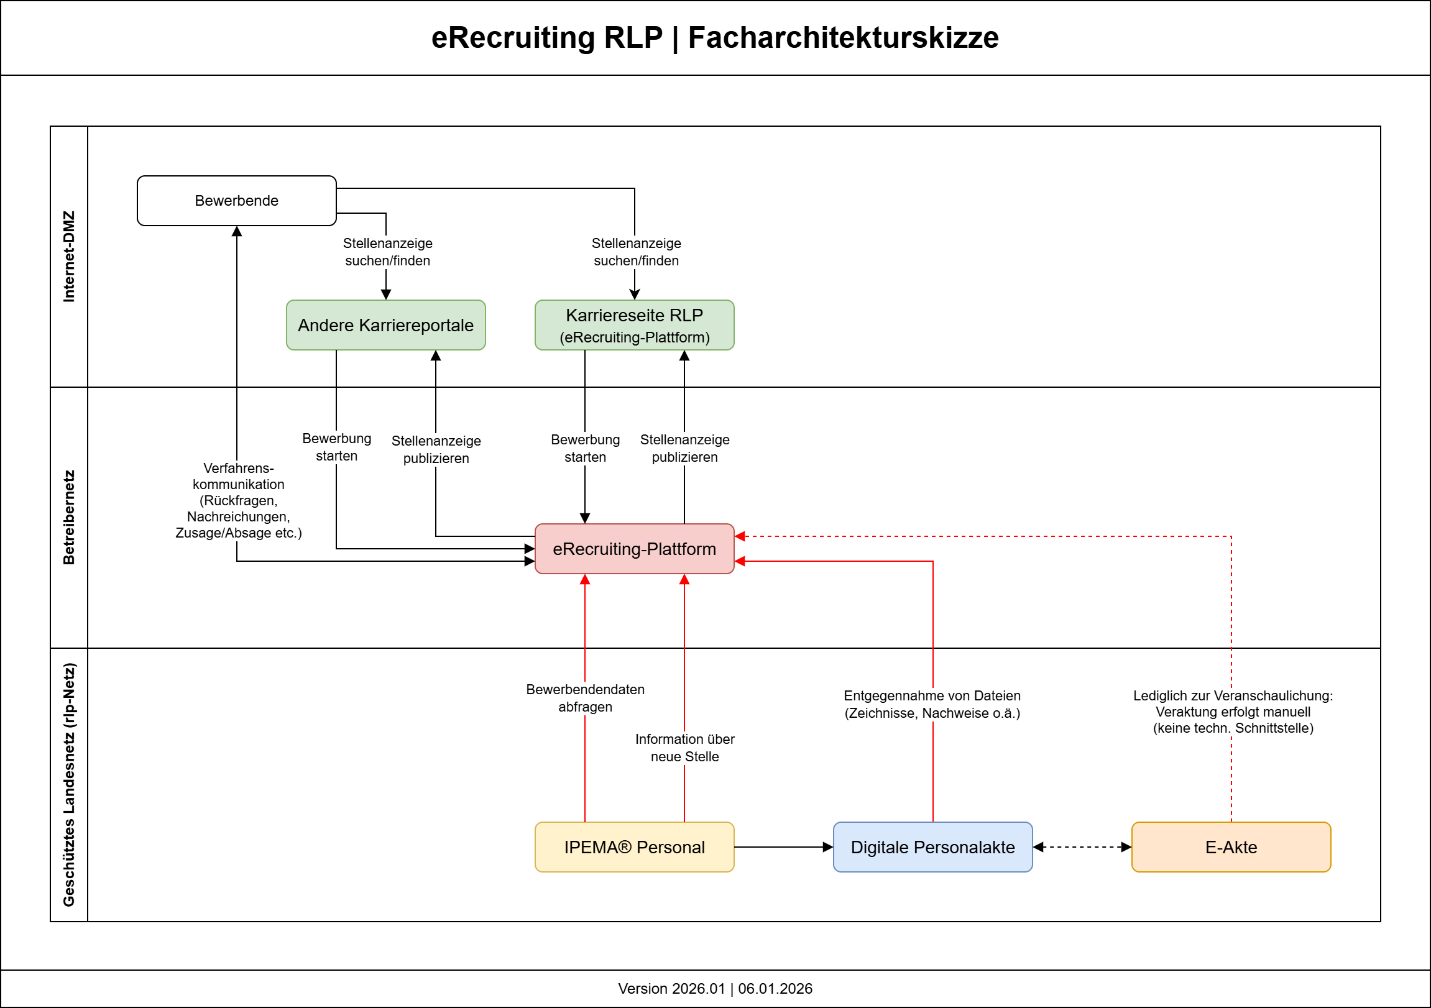 eRecruiting RLP | Facharchitekturskizze
Internet-DMZ
Bewerbende
Stellenanzeige
suchen/finden
Stellenanzeige
suchen/finden
Andere Karriereportale
Karriereseite RLP
(eRecruiting-Plattform)
Betreibernetz
Verfahrens-
kommunikation
(Rückfragen,
Nachreichungen,
Zusage/Absage etc.)
Bewerbung
starten
Stellenanzeige
publizieren
Bewerbung
starten
Stellenanzeige
publizieren
eRecruiting-Plattform
Geschütztes Landesnetz (rlp-Netz)
Bewerbendendaten
abfragen
Information über
neue Stelle
Entgegennahme von Dateien
(Zeichnisse, Nachweise o.ä.)
Lediglich zur Veranschaulichung:
Veraktung erfolgt manuell
(keine techn. Schnittstelle)
IPEMA® Personal
Digitale Personalakte
E-Akte
Version 2026.01 | 06.01.2026